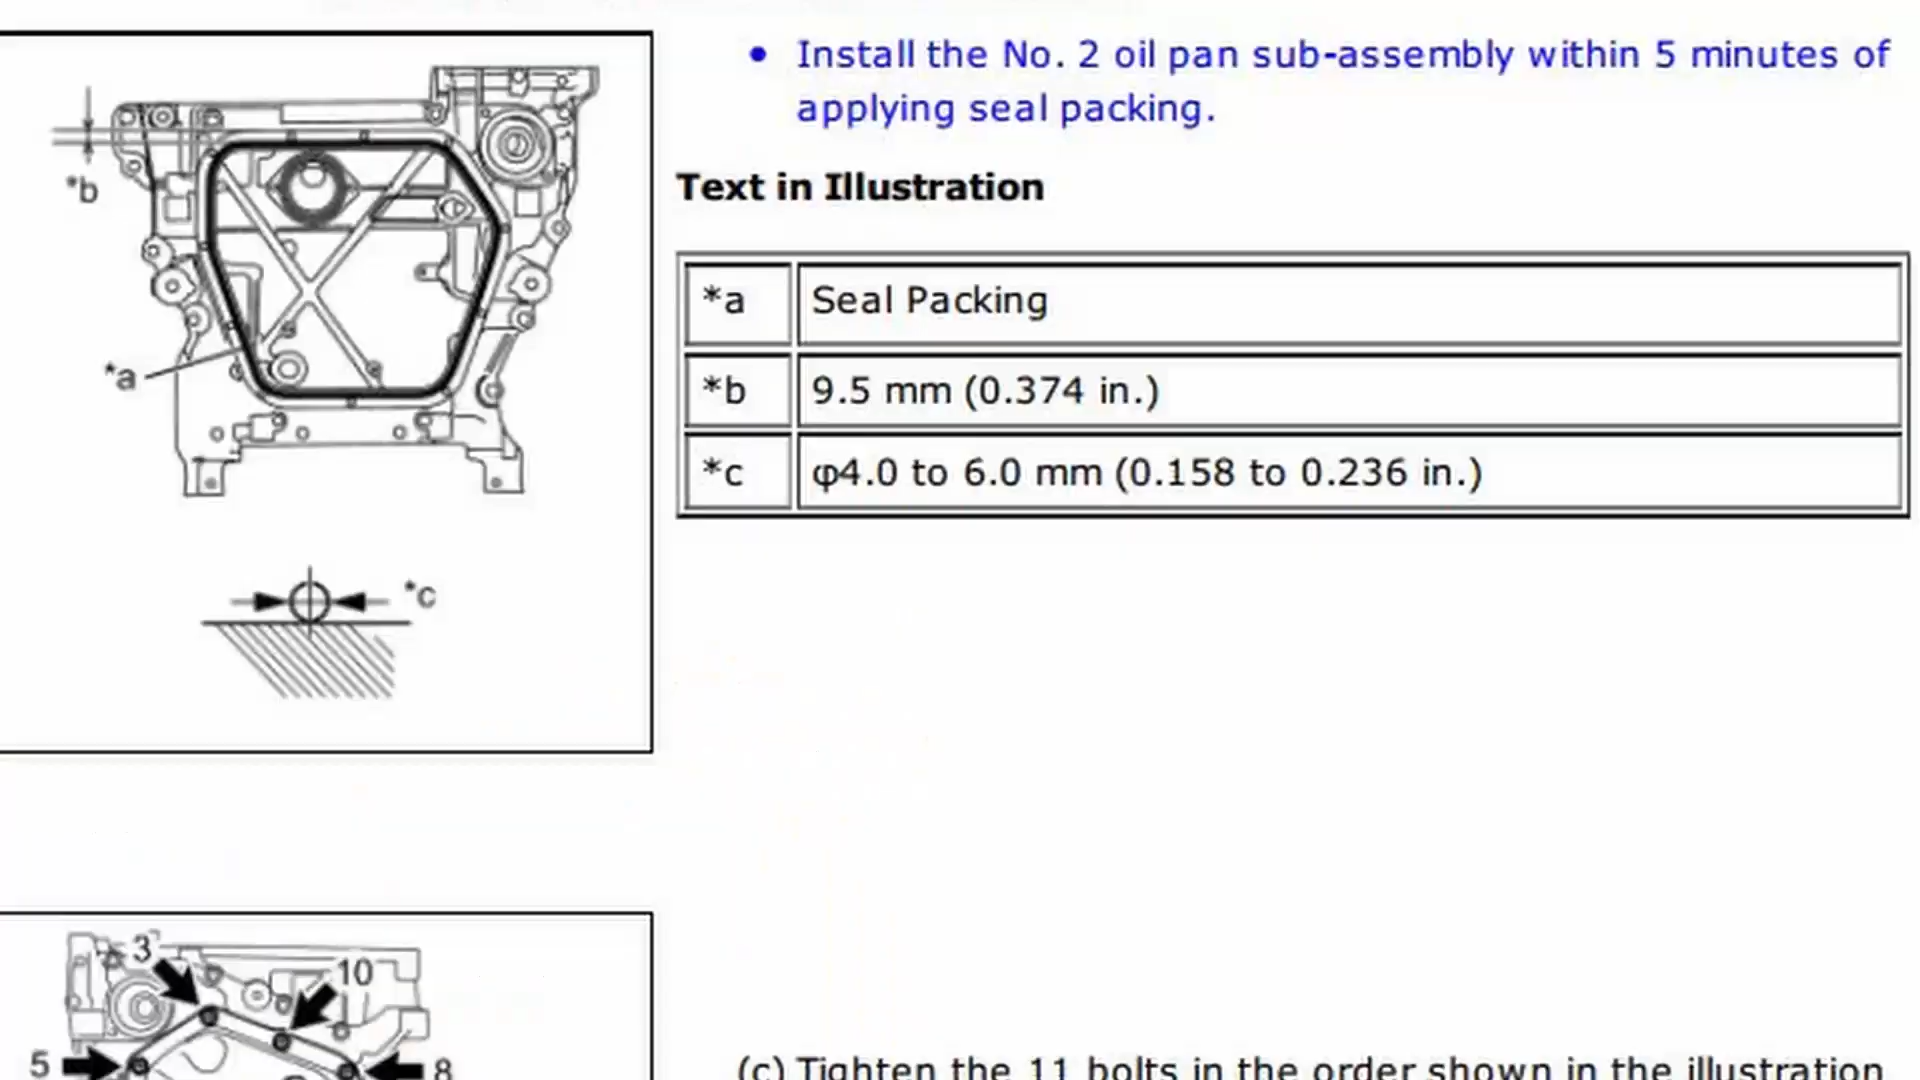 Install the No. 2 oil pan sub-assembly within 5 minutes of
applying seal packing.
*b
*a
*c
Text in Illustration
*a Seal Packing
*b 9.5 mm (0.374 in.)
*c φ4.0 to 6.0 mm (0.158 to 0.236 in.)
3
10
5
8
(c) Tighten the 11 bolts in the order shown in the illustration.